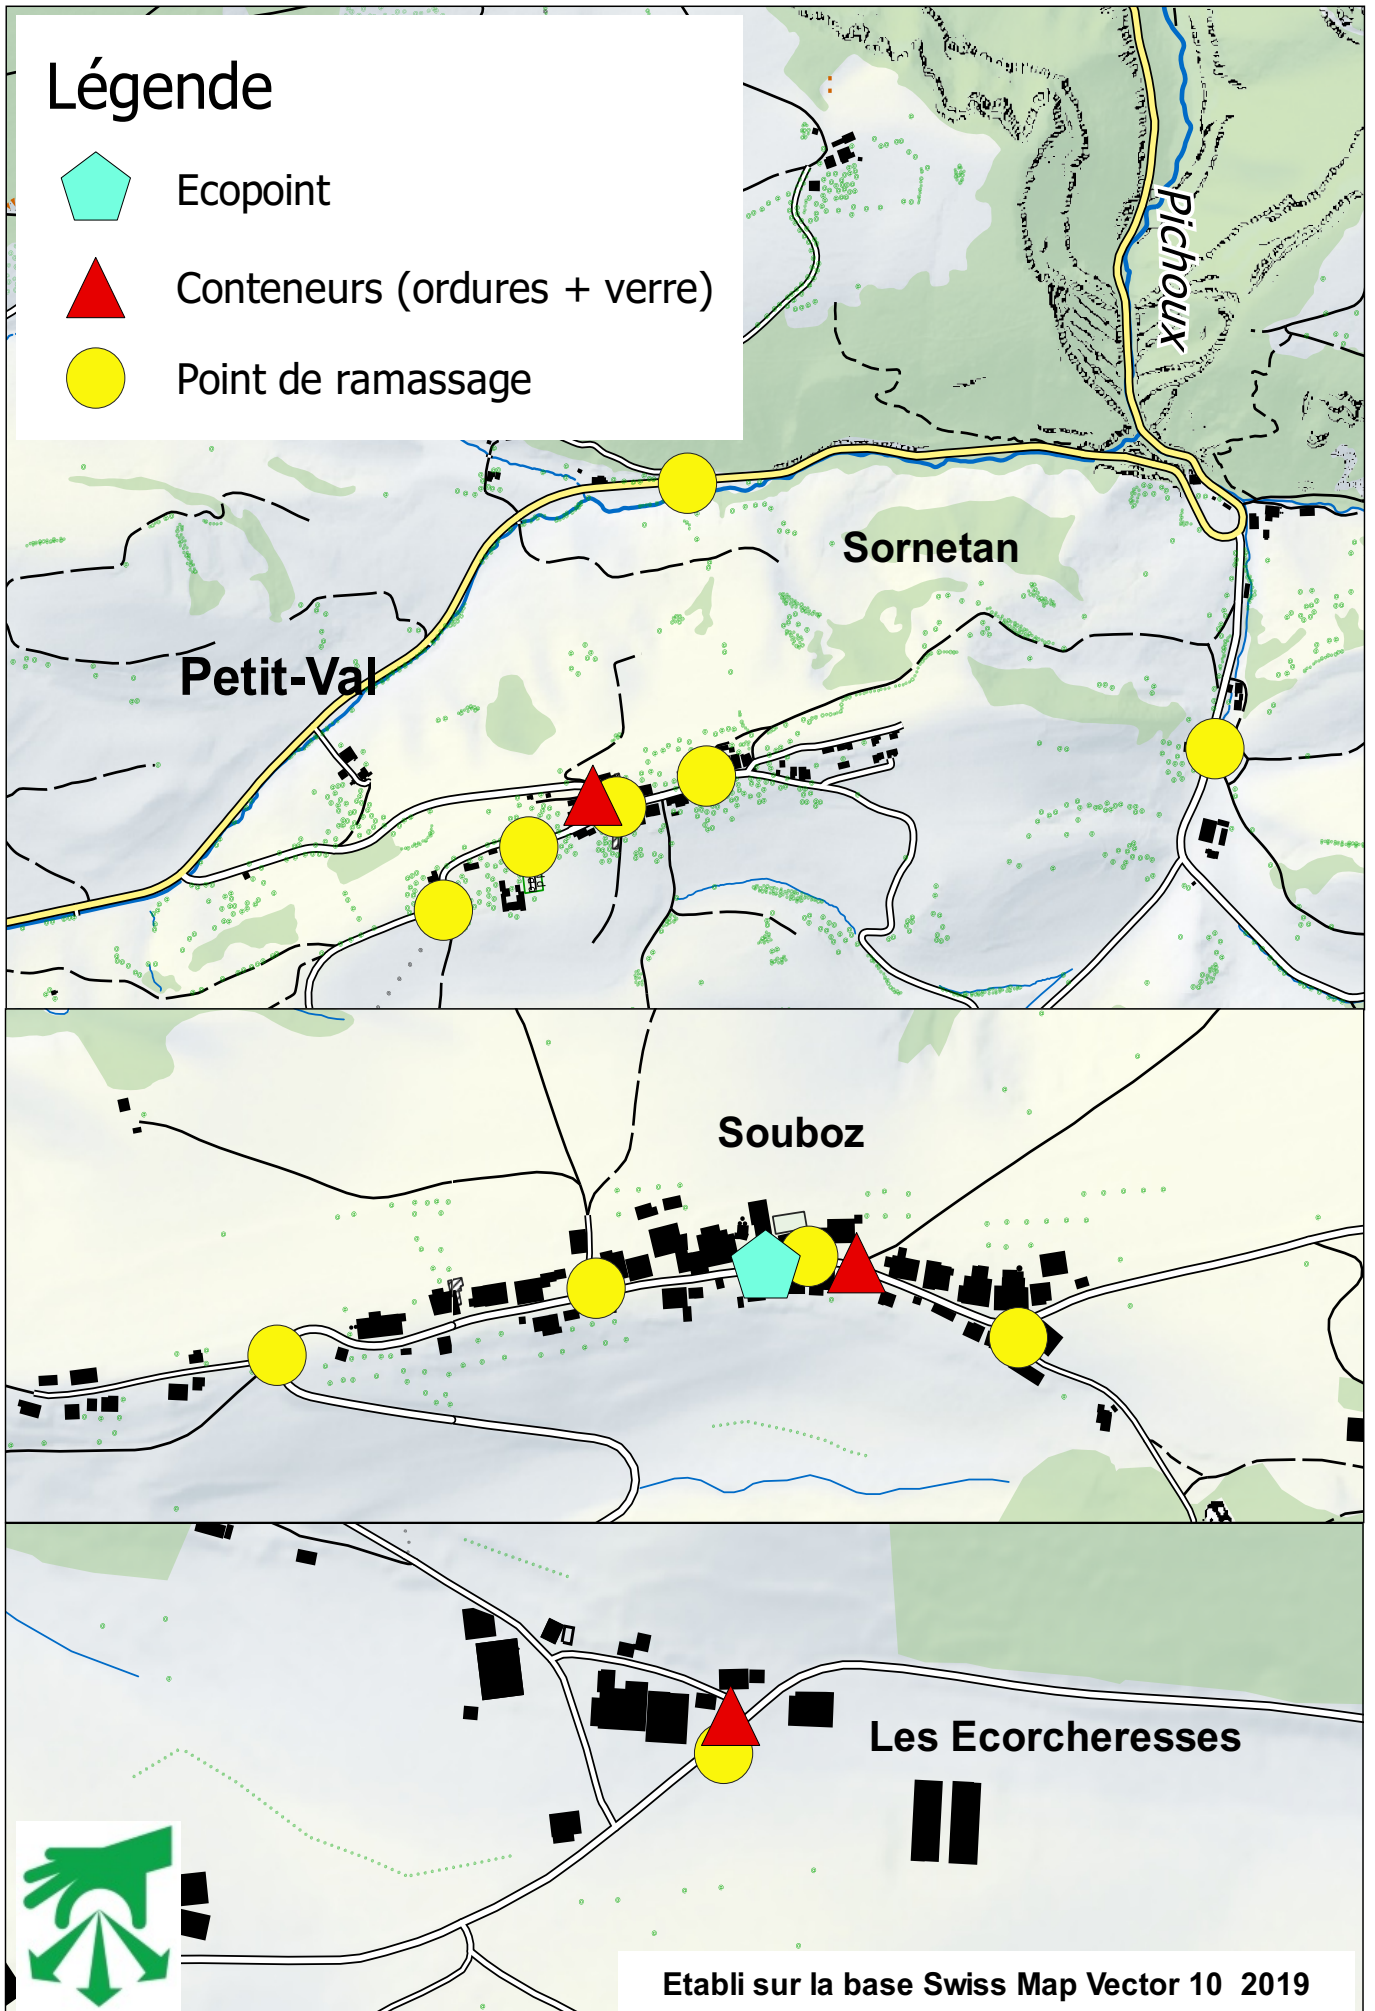 Légende
Ecopoint
Conteneurs (ordures + verre)
Point de ramassage
Pichoux
Sornetan
Petit-Val
Souboz
Les Ecorcheresses
Etabli sur la base Swiss Map Vector 10 2019